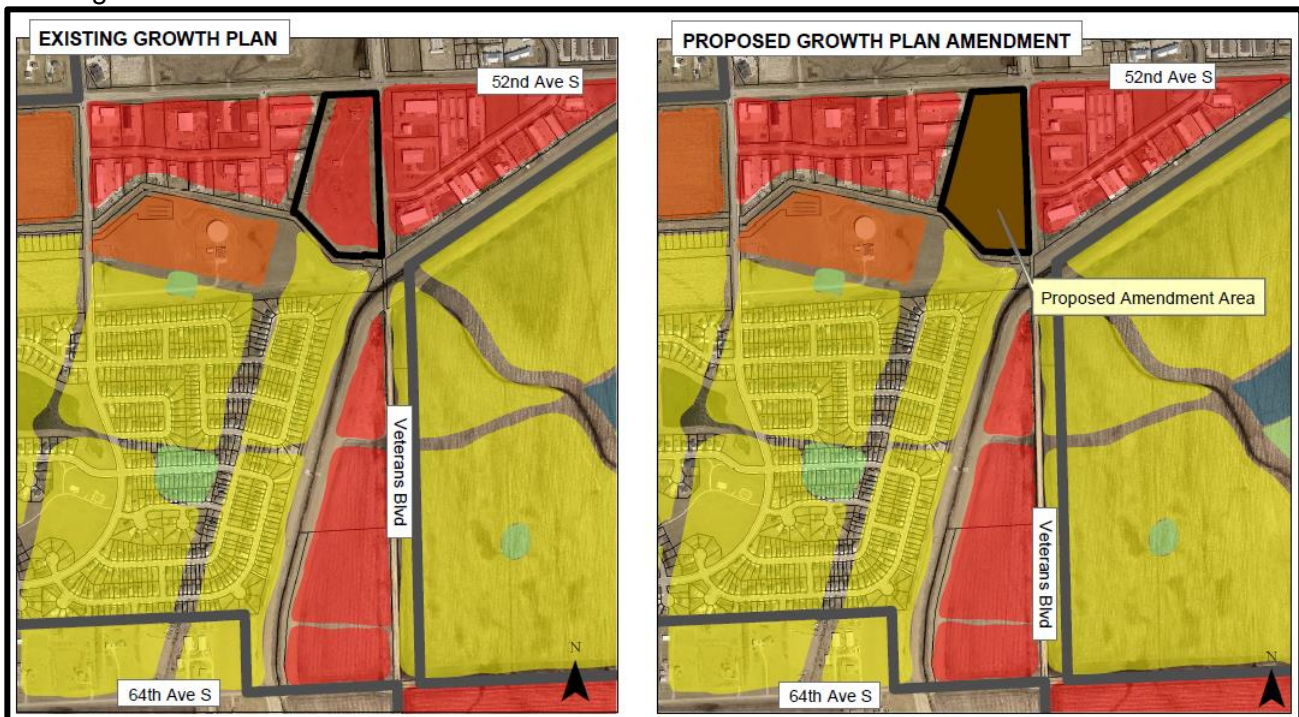 EXISTING GROWTH PLAN
52nd Ave S
Veterans Blvd
64th Ave S
N
PROPOSED GROWTH PLAN AMENDMENT
52nd Ave S
Proposed Amendment Area
Veterans Blvd
64th Ave S
N